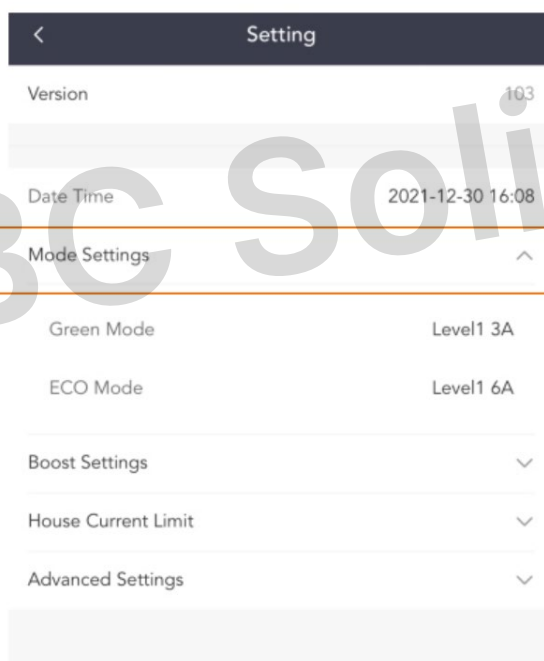 Setting
Version 103
Date Time 2021-12-30 16:08
Mode Settings
Green Mode Level1 3A
ECO Mode Level1 6A
Boost Settings
House Current Limit
Advanced Settings